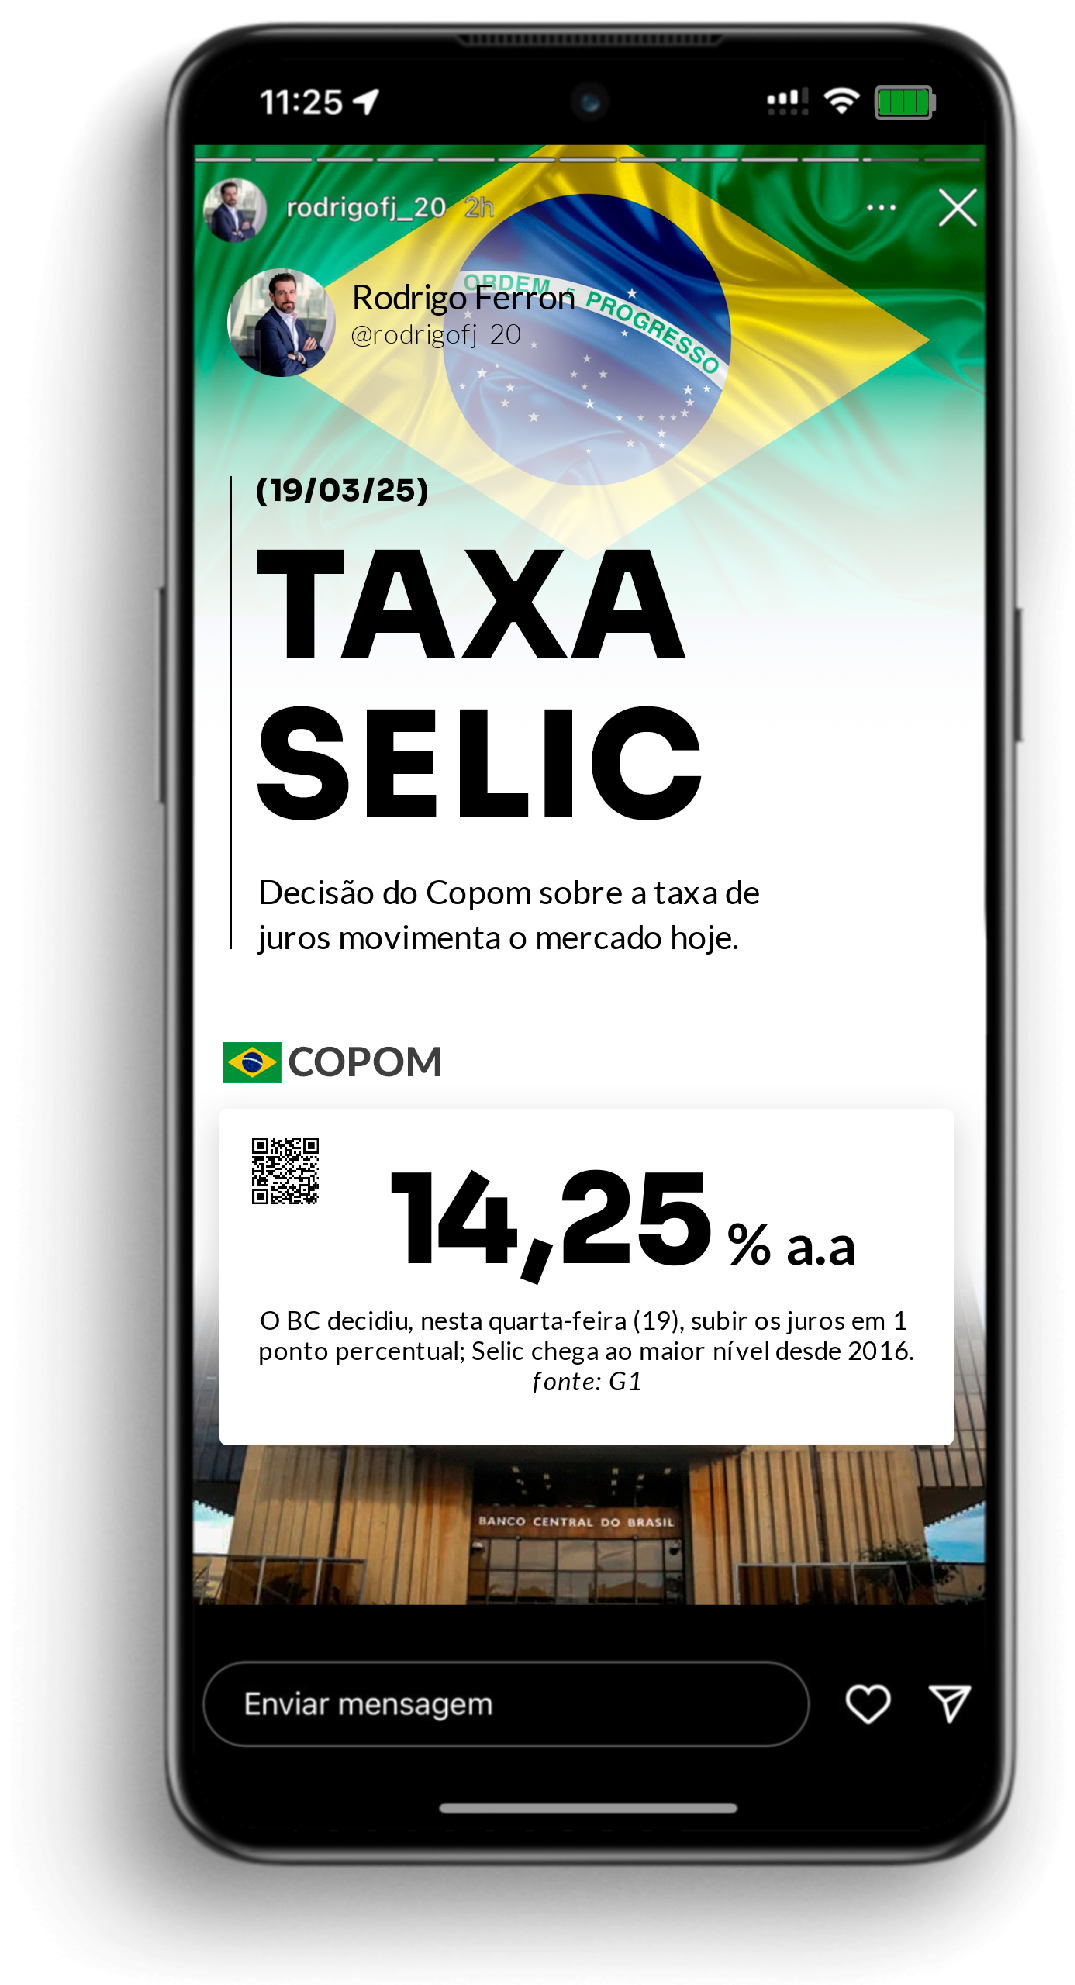 11:25
rodrigofj_20 2h
ORDEM E PROGRESSO
Rodrigo Ferron
@rodrigofj_20
(19/03/25)
TAXA
SELIC
Decisão do Copom sobre a taxa de
juros movimenta o mercado hoje.
COPOM
14,25 % a.a
O BC decidiu, nesta quarta-feira (19), subir os juros em 1
ponto percentual; Selic chega ao maior nível desde 2016.
fonte: G1
BANCO CENTRAL DO BRASIL
Enviar mensagem